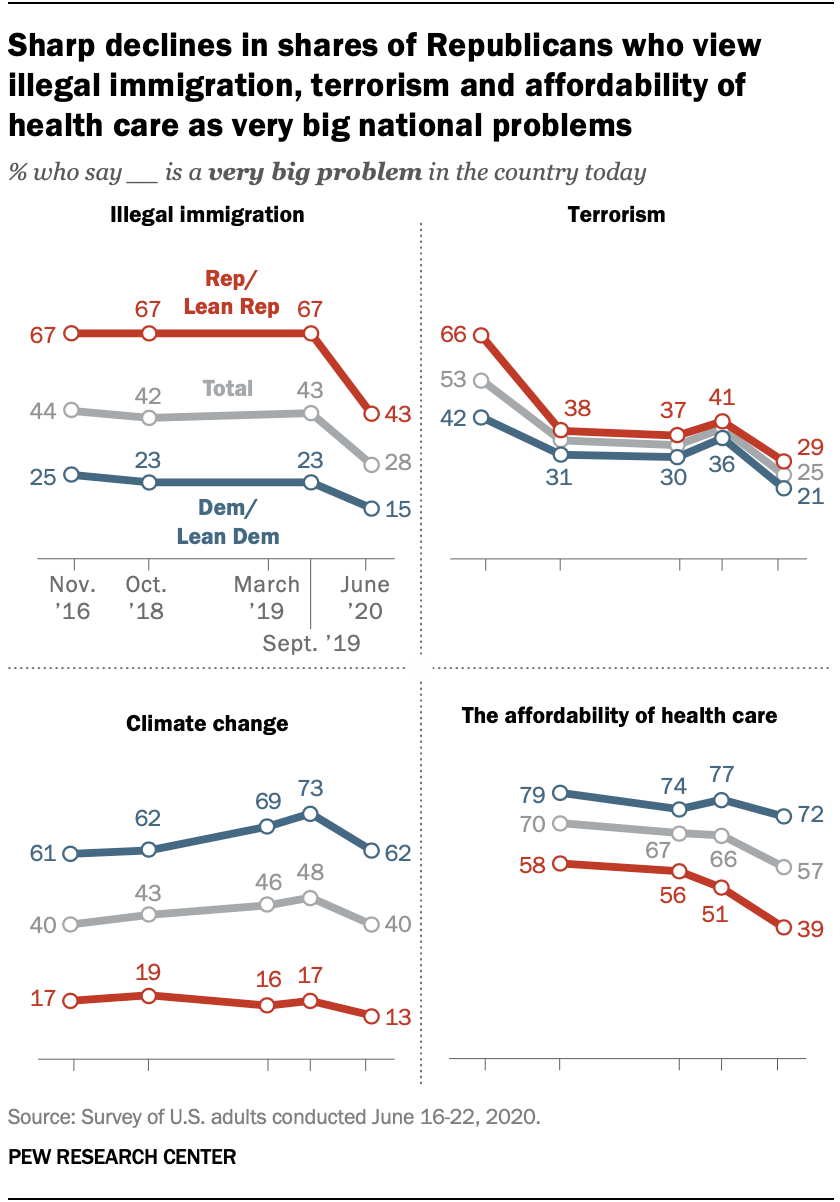 Sharp declines in shares of Republicans who view
illegal immigration, terrorism and affordability of
health care as very big national problems
% who say __ is a very big problem in the country today
Illegal immigration
Rep/
Lean Rep
67
67
67
43
Total
44
42
43
28
25
23
23
15
Dem/
Lean Dem
Nov.
’16
Oct.
’18
March
’19
Sept. ’19
June
’20
Terrorism
66
38
37
41
29
53
25
42
31
30
36
21
Climate change
61
62
69
73
62
40
43
46
48
40
17
19
16
17
13
The affordability of health care
79
74
77
72
70
67
66
57
58
56
51
39
Source: Survey of U.S. adults conducted June 16-22, 2020.
PEW RESEARCH CENTER